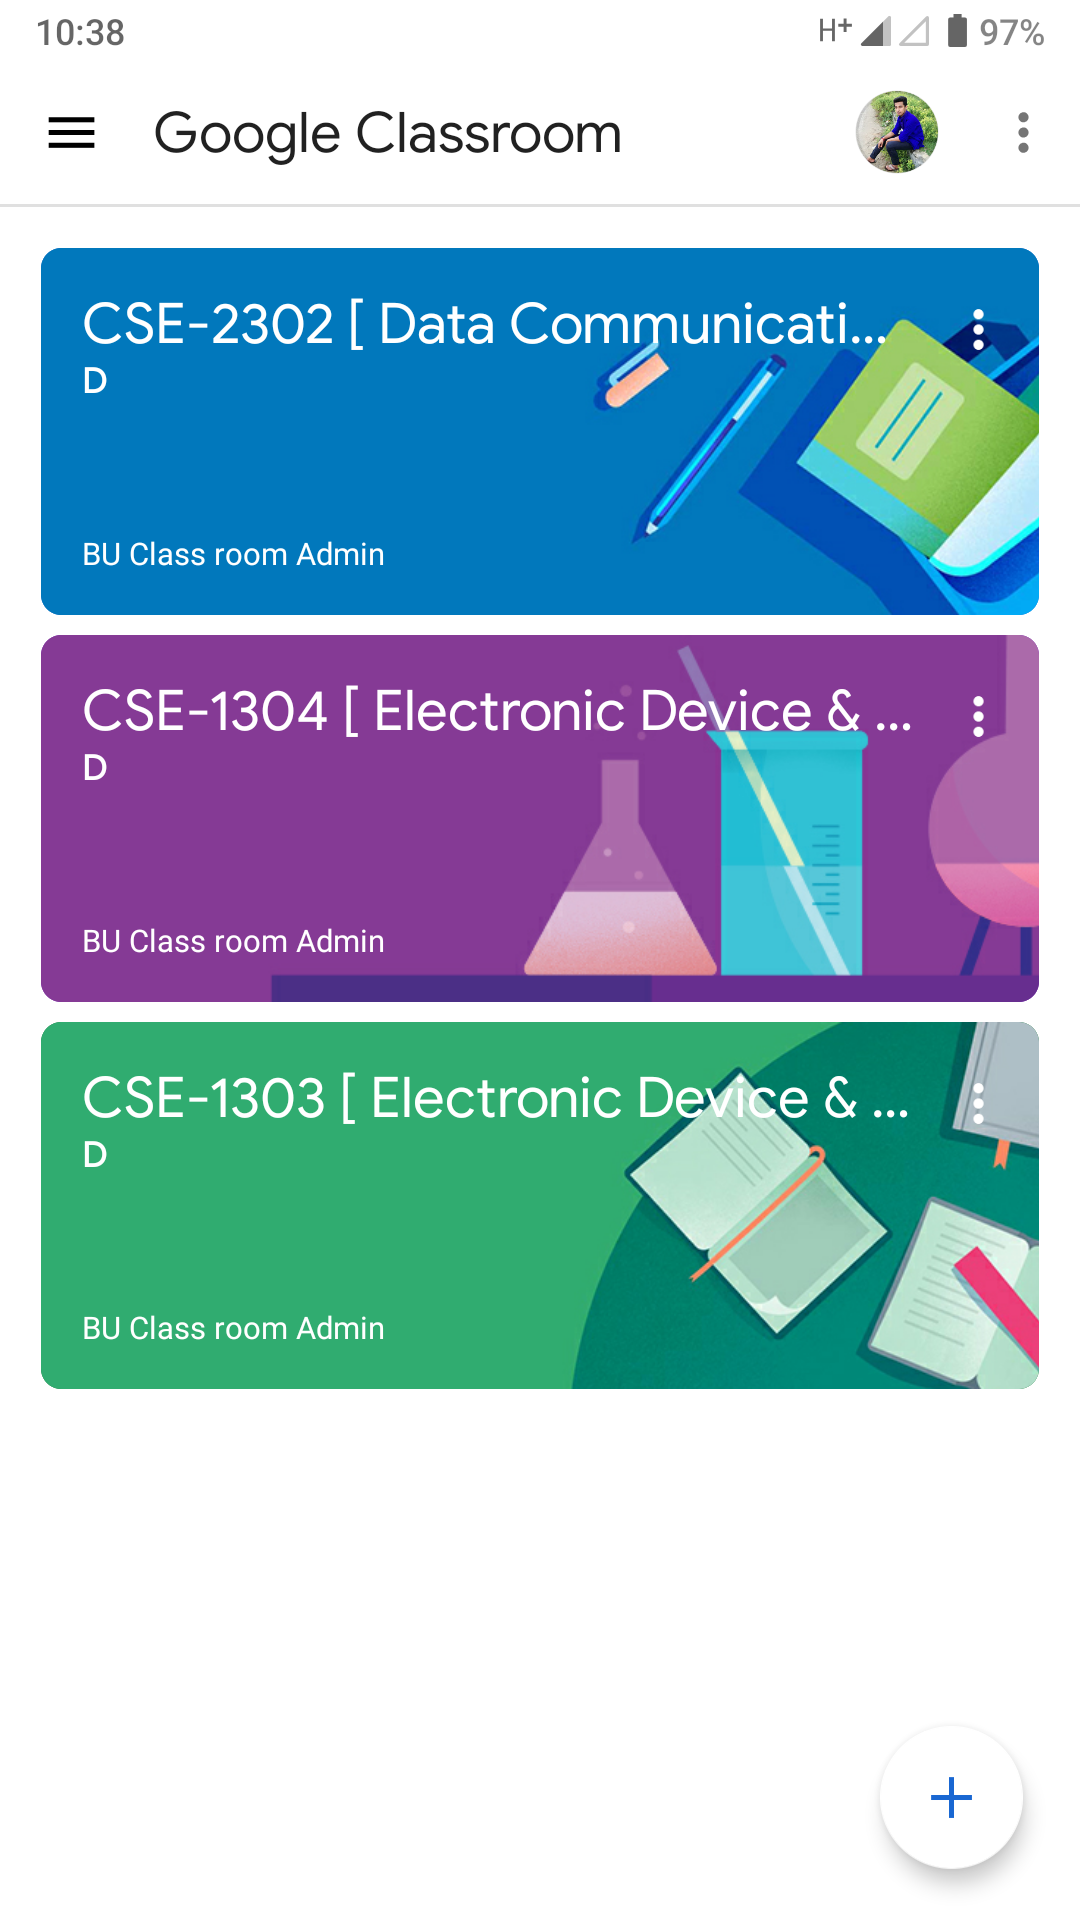 10:38 H+ 97%
Google Classroom
CSE-2302 [ Data Communicati...
D
BU Class room Admin
CSE-1304 [ Electronic Device & ...
D
BU Class room Admin
CSE-1303 [ Electronic Device & ...
D
BU Class room Admin